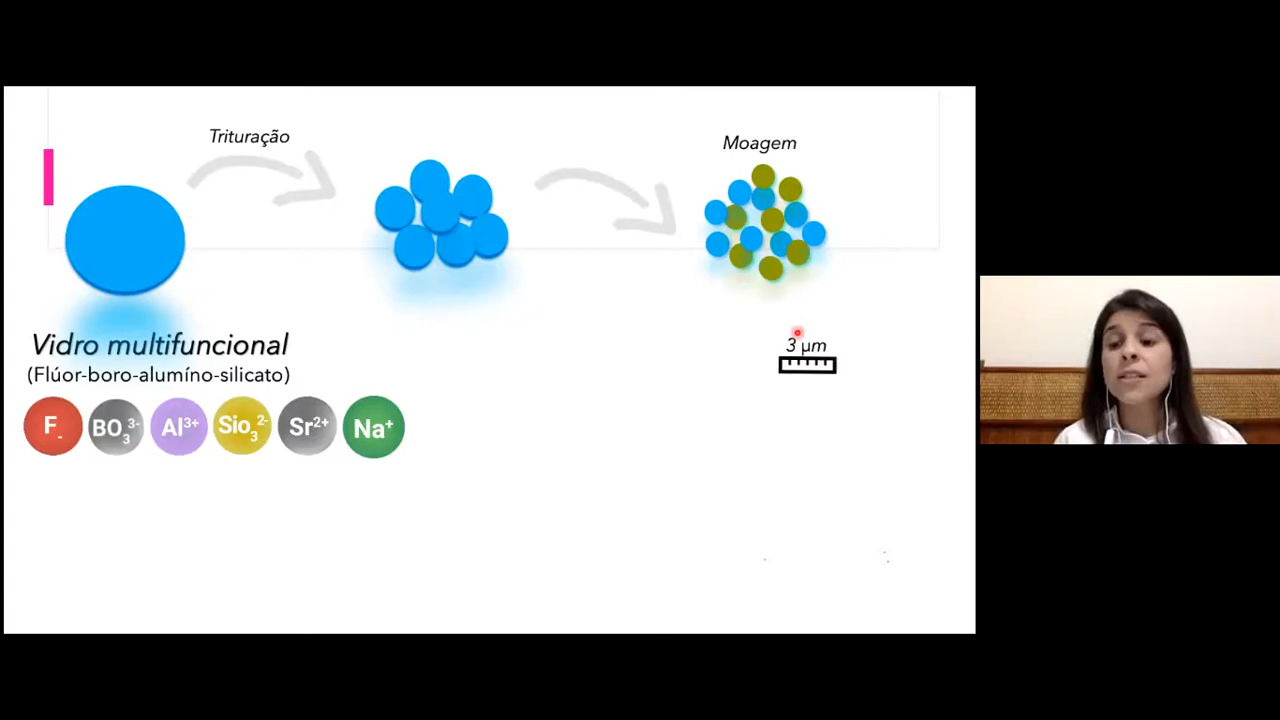 Trituração
Moagem
3 µm
Vidro multifuncional
(Flúor-boro-alumíno-silicato)
F- BO₃³⁻ Al³⁺ Sio₃²⁻ Sr²⁺ Na⁺